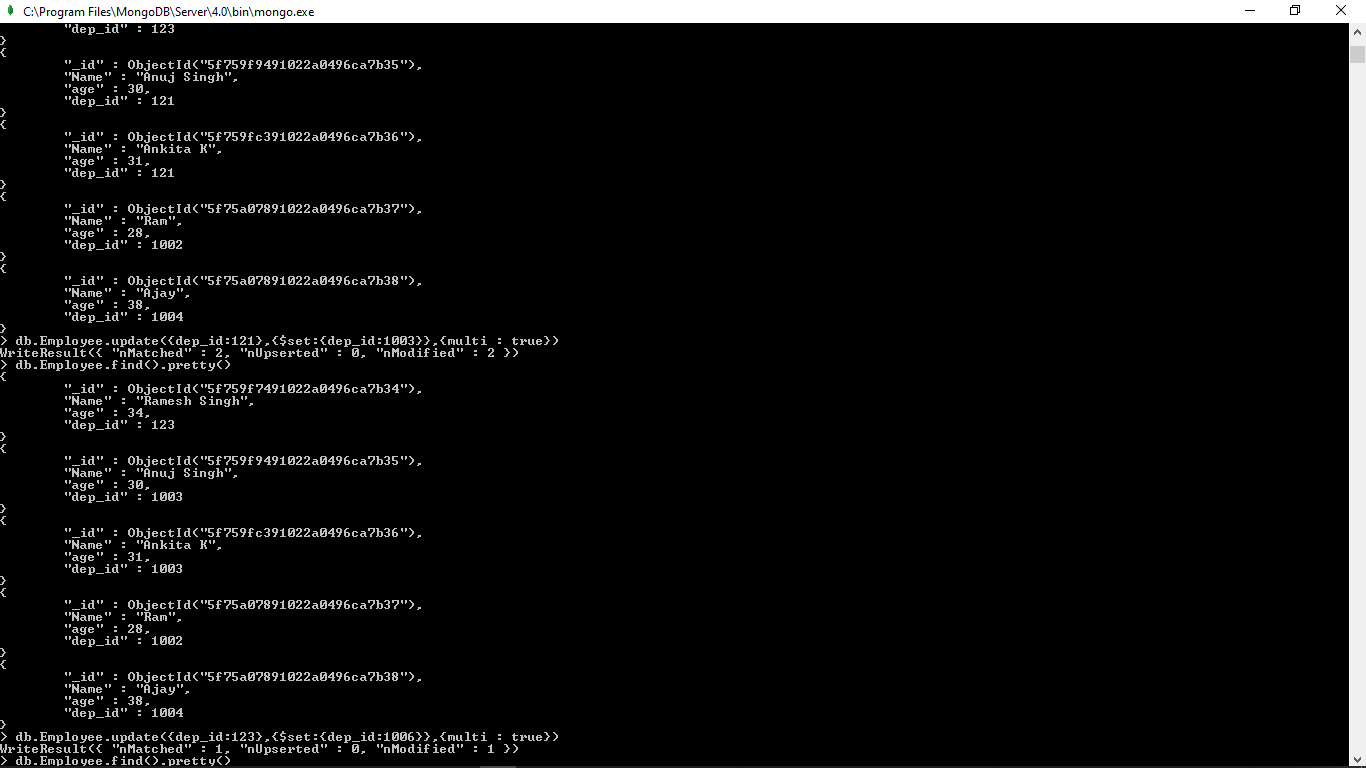 C:\Program Files\MongoDB\Server\4.0\bin\mongo.exe
"dep_id" : 123
}
{
"_id" : ObjectId("5f759f9491022a0496ca7b35"),
"Name" : "Anuj Singh",
"age" : 30,
"dep_id" : 121
}
{
"_id" : ObjectId("5f759fc391022a0496ca7b36"),
"Name" : "Ankita K",
"age" : 31,
"dep_id" : 121
}
{
"_id" : ObjectId("5f75a07891022a0496ca7b37"),
"Name" : "Ram",
"age" : 28,
"dep_id" : 1002
}
{
"_id" : ObjectId("5f75a07891022a0496ca7b38"),
"Name" : "Ajay",
"age" : 38,
"dep_id" : 1004
}
> db.Employee.update({dep_id:121},{$set:{dep_id:1003}},{multi : true})
WriteResult({ "nMatched" : 2, "nUpserted" : 0, "nModified" : 2 })
> db.Employee.find().pretty()
{
"_id" : ObjectId("5f759f7491022a0496ca7b34"),
"Name" : "Ramesh Singh",
"age" : 34,
"dep_id" : 123
}
{
"_id" : ObjectId("5f759f9491022a0496ca7b35"),
"Name" : "Anuj Singh",
"age" : 30,
"dep_id" : 1003
}
{
"_id" : ObjectId("5f759fc391022a0496ca7b36"),
"Name" : "Ankita K",
"age" : 31,
"dep_id" : 1003
}
{
"_id" : ObjectId("5f75a07891022a0496ca7b37"),
"Name" : "Ram",
"age" : 28,
"dep_id" : 1002
}
{
"_id" : ObjectId("5f75a07891022a0496ca7b38"),
"Name" : "Ajay",
"age" : 38,
"dep_id" : 1004
}
> db.Employee.update({dep_id:123},{$set:{dep_id:1006}},{multi : true})
WriteResult({ "nMatched" : 1, "nUpserted" : 0, "nModified" : 1 })
> db.Employee.find().pretty()